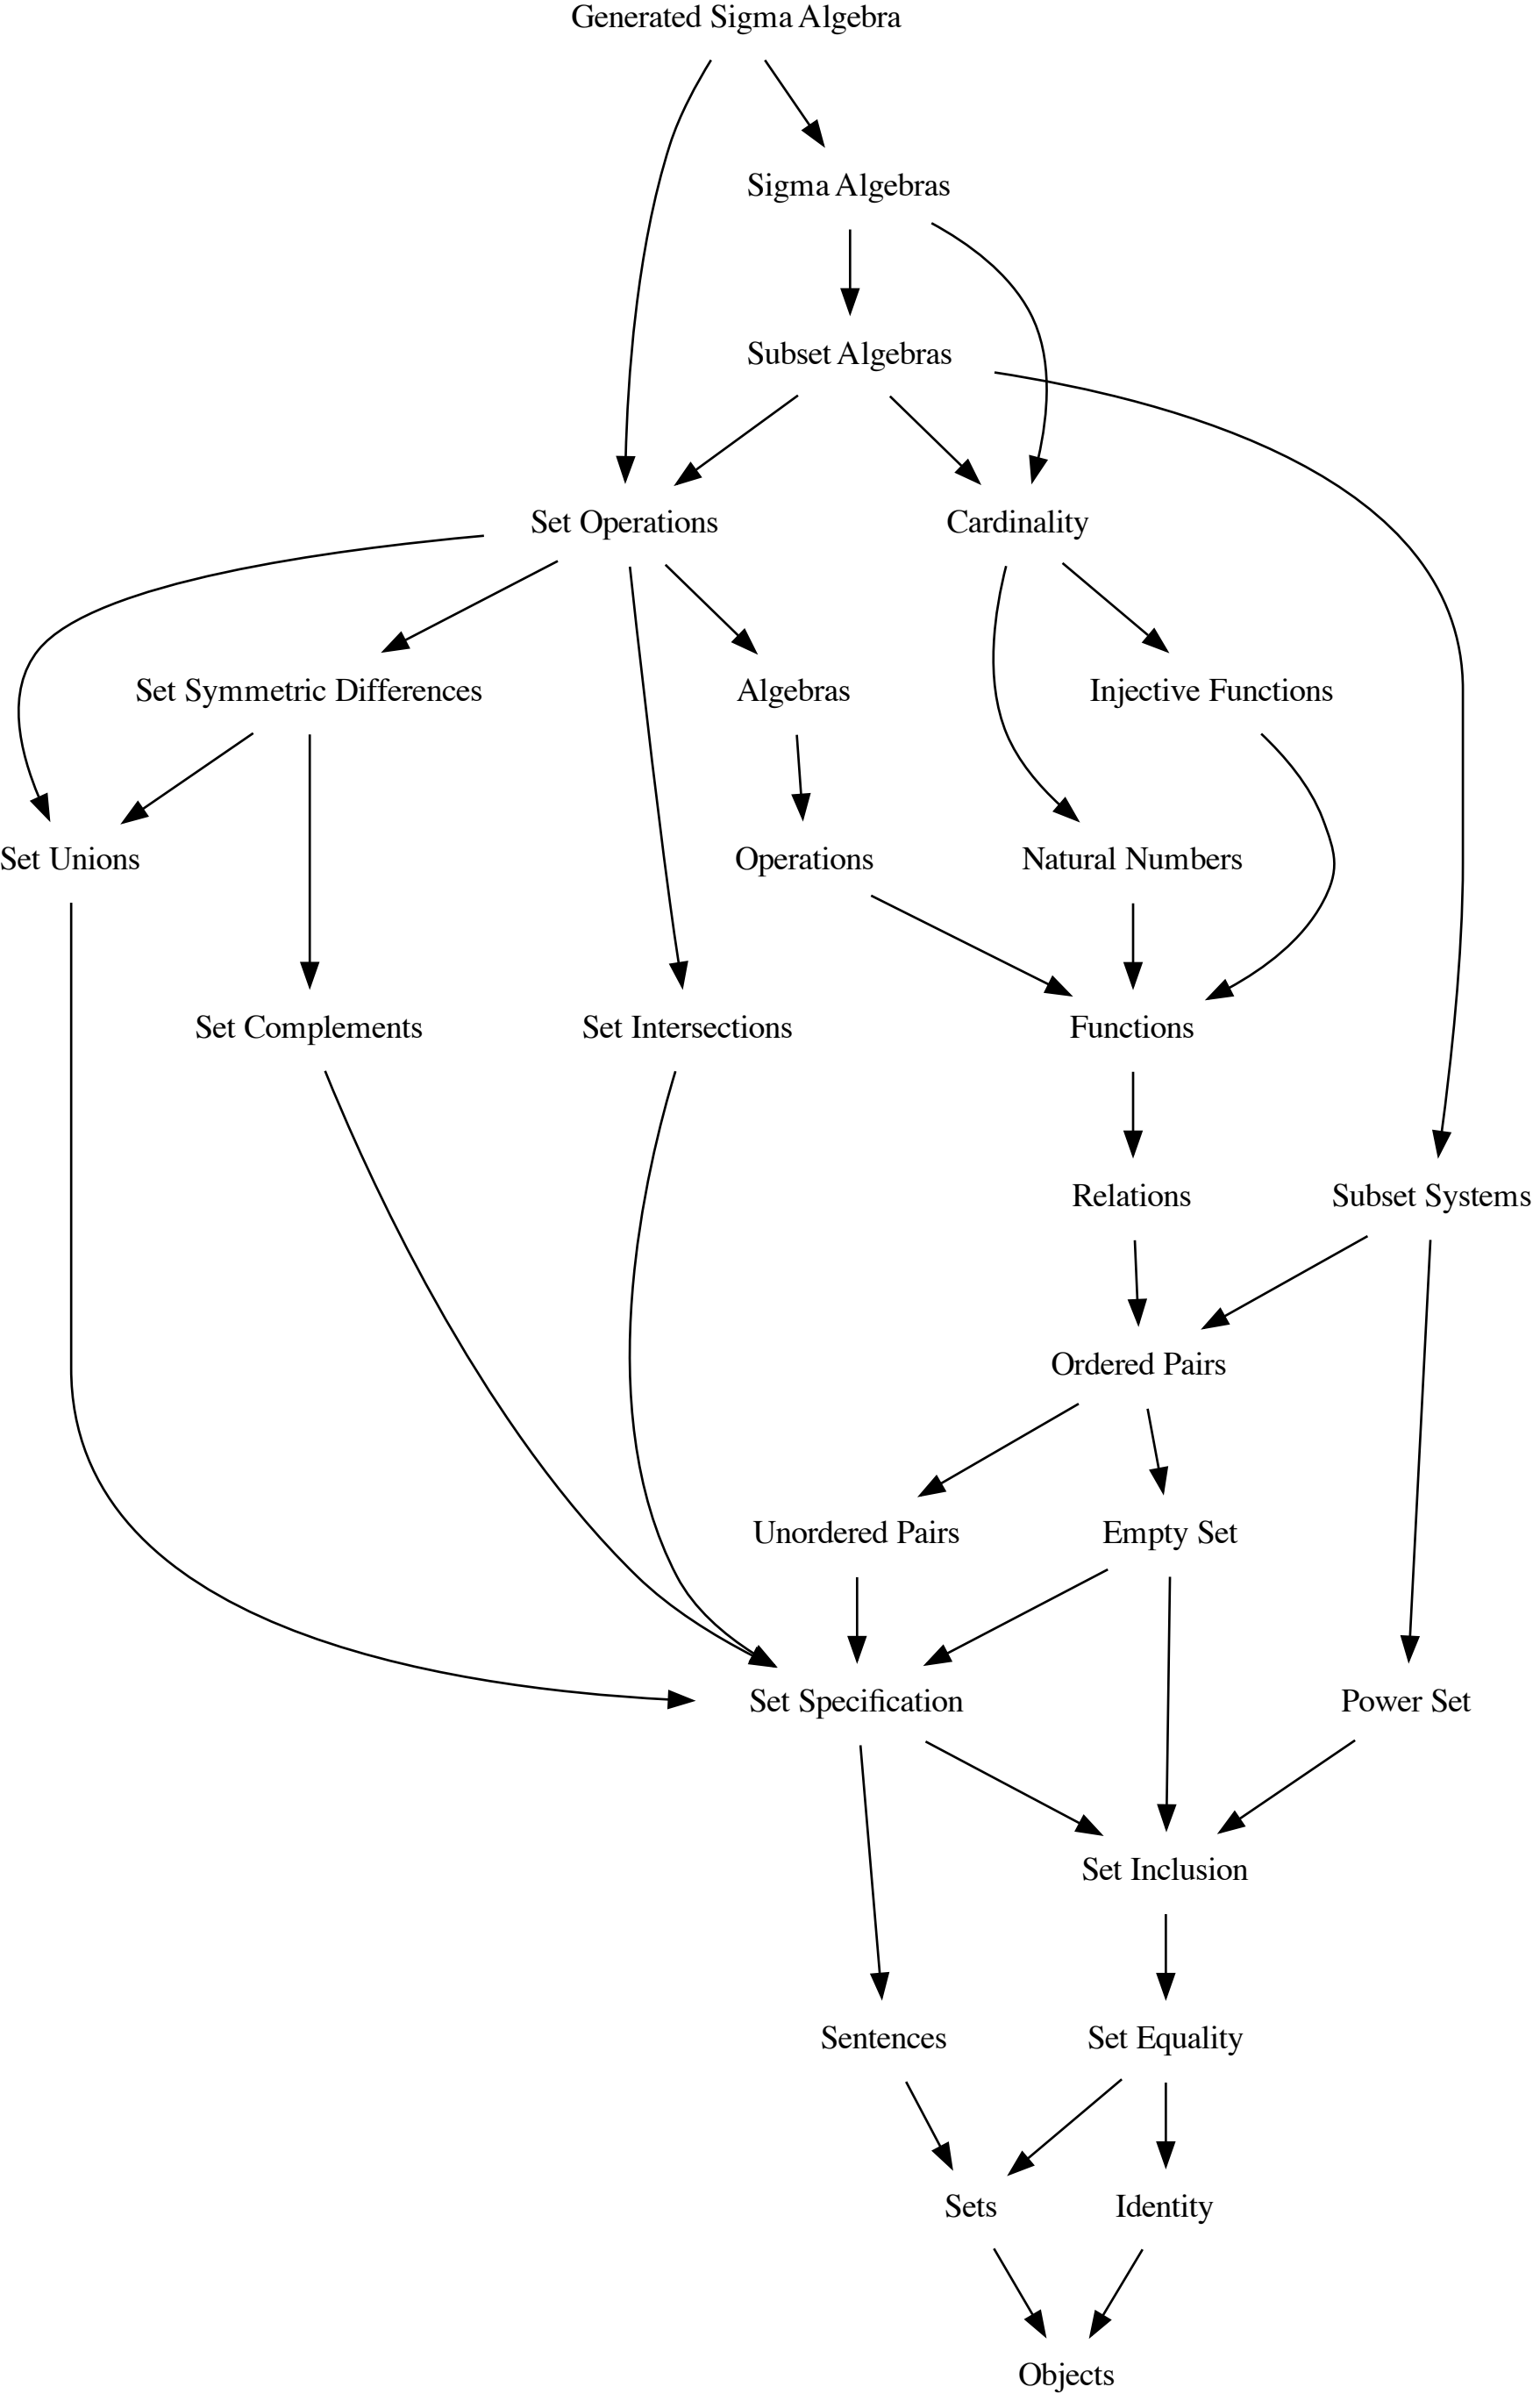 Generated Sigma Algebra
Sigma Algebras
Subset Algebras
Set Operations
Cardinality
Set Symmetric Differences
Algebras
Injective Functions
Set Unions
Operations
Natural Numbers
Set Complements
Set Intersections
Functions
Relations
Subset Systems
Ordered Pairs
Unordered Pairs
Empty Set
Set Specification
Power Set
Set Inclusion
Sentences
Set Equality
Sets
Identity
Objects